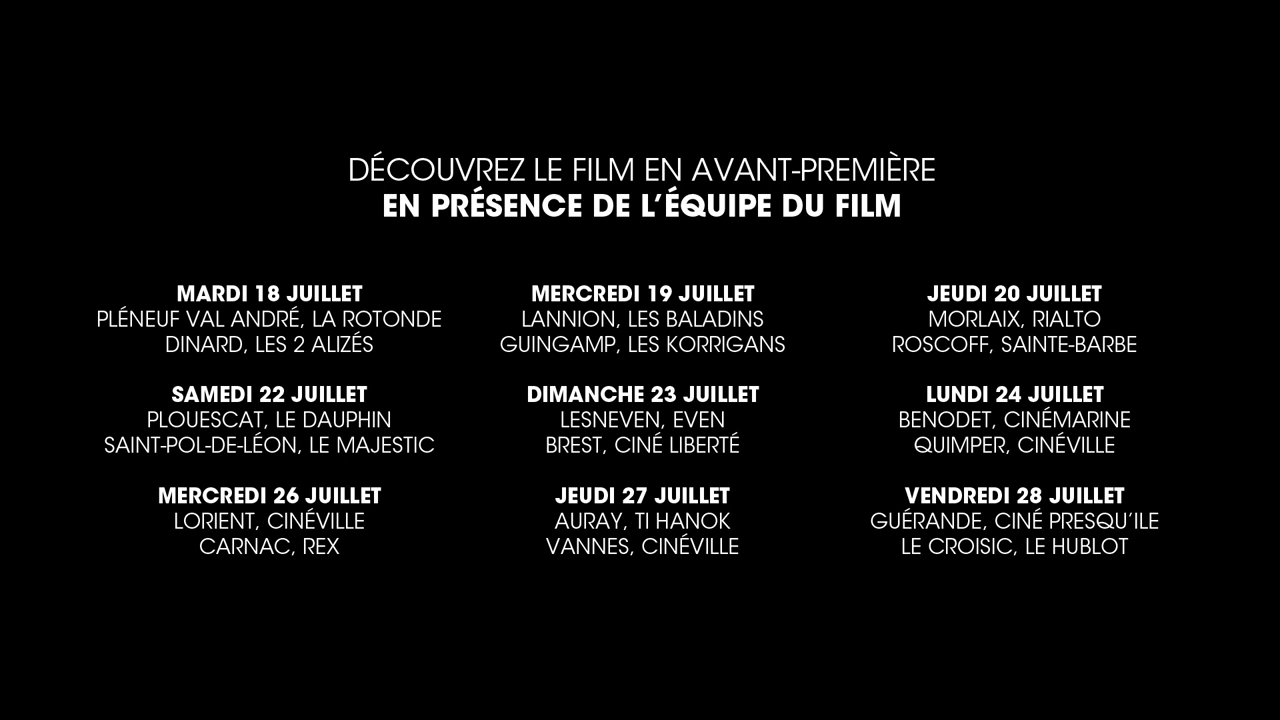 DÉCOUVREZ LE FILM EN AVANT-PREMIÈRE
EN PRÉSENCE DE L’ÉQUIPE DU FILM
MARDI 18 JUILLET
PLÉNEUF VAL ANDRÉ, LA ROTONDE
DINARD, LES 2 ALIZÉS
MERCREDI 19 JUILLET
LANNION, LES BALADINS
GUINGAMP, LES KORRIGANS
JEUDI 20 JUILLET
MORLAIX, RIALTO
ROSCOFF, SAINTE-BARBE
SAMEDI 22 JUILLET
PLOUESCAT, LE DAUPHIN
SAINT-POL-DE-LÉON, LE MAJESTIC
DIMANCHE 23 JUILLET
LESNEVEN, EVEN
BREST, CINÉ LIBERTÉ
LUNDI 24 JUILLET
BENODET, CINÉMARINE
QUIMPER, CINÉVILLE
MERCREDI 26 JUILLET
LORIENT, CINÉVILLE
CARNAC, REX
JEUDI 27 JUILLET
AURAY, TI HANOK
VANNES, CINÉVILLE
VENDREDI 28 JUILLET
GUÉRANDE, CINÉ PRESQU’ILE
LE CROISIC, LE HUBLOT